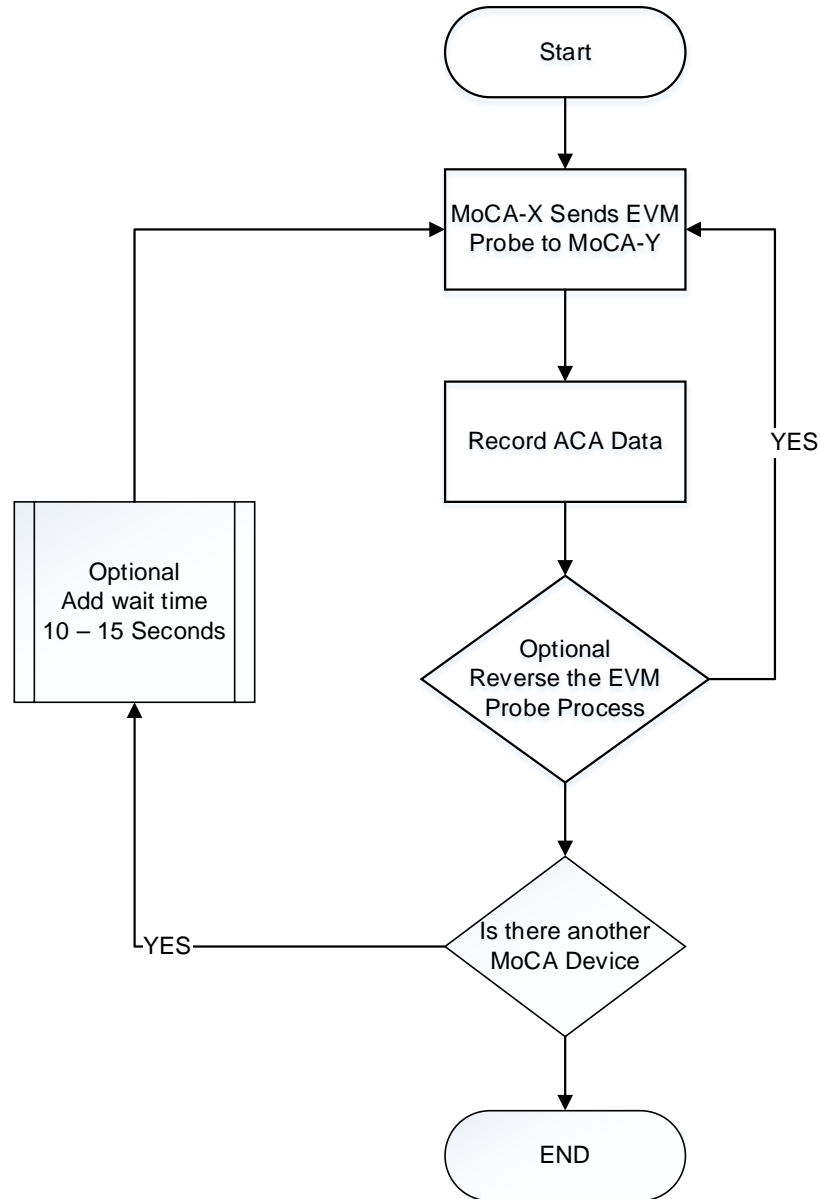 Start
MoCA-X Sends EVM
Probe to MoCA-Y
Record ACA Data
YES
Optional
Add wait time
10 – 15 Seconds
Optional
Reverse the EVM
Probe Process
Is there another
MoCA Device
YES
END